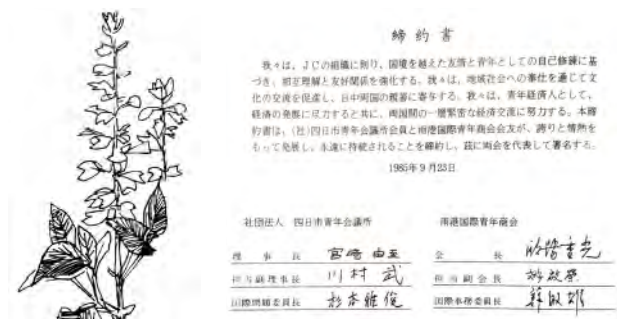 締約書
我々は、JCの組織に則り、国境を越えた友情と青年としての自己修練に基
づき、相互理解と友好関係を強化する。我々は、地域社会への奉仕を通じて文
化の交流を促進し、日中両国の親善に寄与する。我々は、青年経済人として、
経済の発展に尽力すると共に、両国間の一層緊密な経済交流に努力する。本締
約書は、(社)四日市青年会議所会員と南港国際青年商会会友が、誇りと情熱を
もって発展し、永遠に持続されることを締約し、茲に両会を代表して署名する。
1985年9月23日
社団法人 四日市青年会議所 南港国際青年商会
理事長 宮崎由至 会長
担当副理事長 川村武 担当副会長
国際問題委員長 杉本雅俊 国際事務委員長